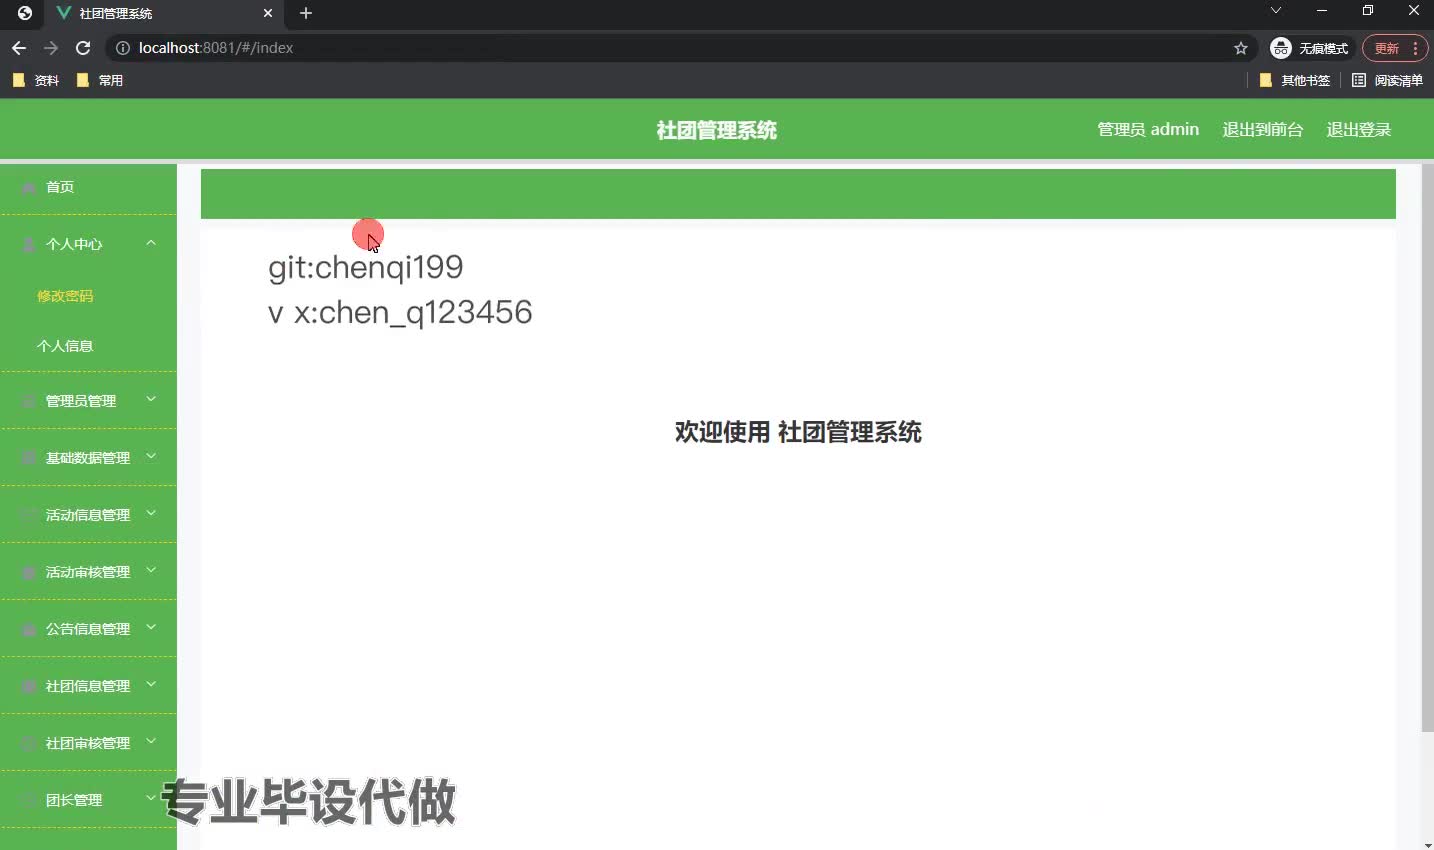 社团管理系统
localhost:8081/#/index
无痕模式
更新
资料
常用
其他书签
阅读清单
社团管理系统
管理员 admin
退出到前台
退出登录
首页
个人中心
修改密码
个人信息
管理员管理
基础数据管理
活动信息管理
活动审核管理
公告信息管理
社团信息管理
社团审核管理
团长管理
git:chenqi199
v x:chen_q123456
欢迎使用 社团管理系统
专业毕设代做